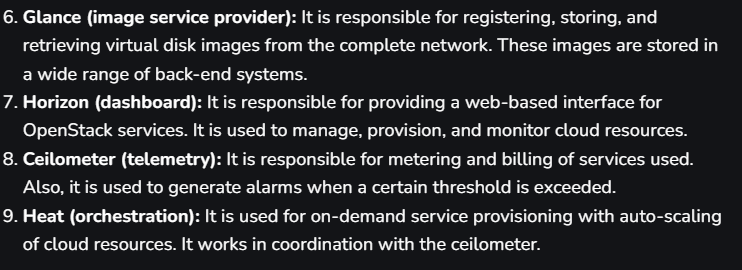 6. Glance (image service provider): It is responsible for registering, storing, and
retrieving virtual disk images from the complete network. These images are stored in
a wide range of back-end systems.
7. Horizon (dashboard): It is responsible for providing a web-based interface for
OpenStack services. It is used to manage, provision, and monitor cloud resources.
8. Ceilometer (telemetry): It is responsible for metering and billing of services used.
Also, it is used to generate alarms when a certain threshold is exceeded.
9. Heat (orchestration): It is used for on-demand service provisioning with auto-scaling
of cloud resources. It works in coordination with the ceilometer.